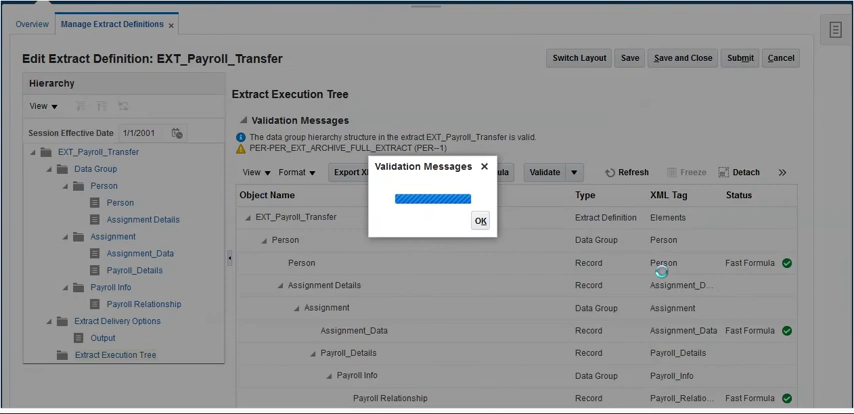 Overview
Manage Extract Definitions
Edit Extract Definition: EXT_Payroll_Transfer
Switch Layout Save Save and Close Submit Cancel
Hierarchy
View
Session Effective Date 1/1/2001
EXT_Payroll_Transfer
Data Group
Person
Person
Assignment Details
Assignment
Assignment_Data
Payroll_Details
Payroll Info
Payroll Relationship
Extract Delivery Options
Output
Extract Execution Tree
Extract Execution Tree
Validation Messages
The data group hierarchy structure in the extract EXT_Payroll_Transfer is valid.
PER-PER_EXT_ARCHIVE_FULL_EXTRACT (PER--1)
View Format Export Validate Refresh Freeze Detach
Object Name Type XML Tag Status
EXT_Payroll_Transfer Extract Definition Elements
Person Data Group Person
Person Record Person Fast Formula
Assignment Details Record Assignment_D...
Assignment Data Group Assignment
Assignment_Data Record Assignment_Data Fast Formula
Payroll_Details Record Payroll_Details
Payroll Info Data Group Payroll_Info
Payroll Relationship Record Payroll_Relatio... Fast Formula
Validation Messages
OK